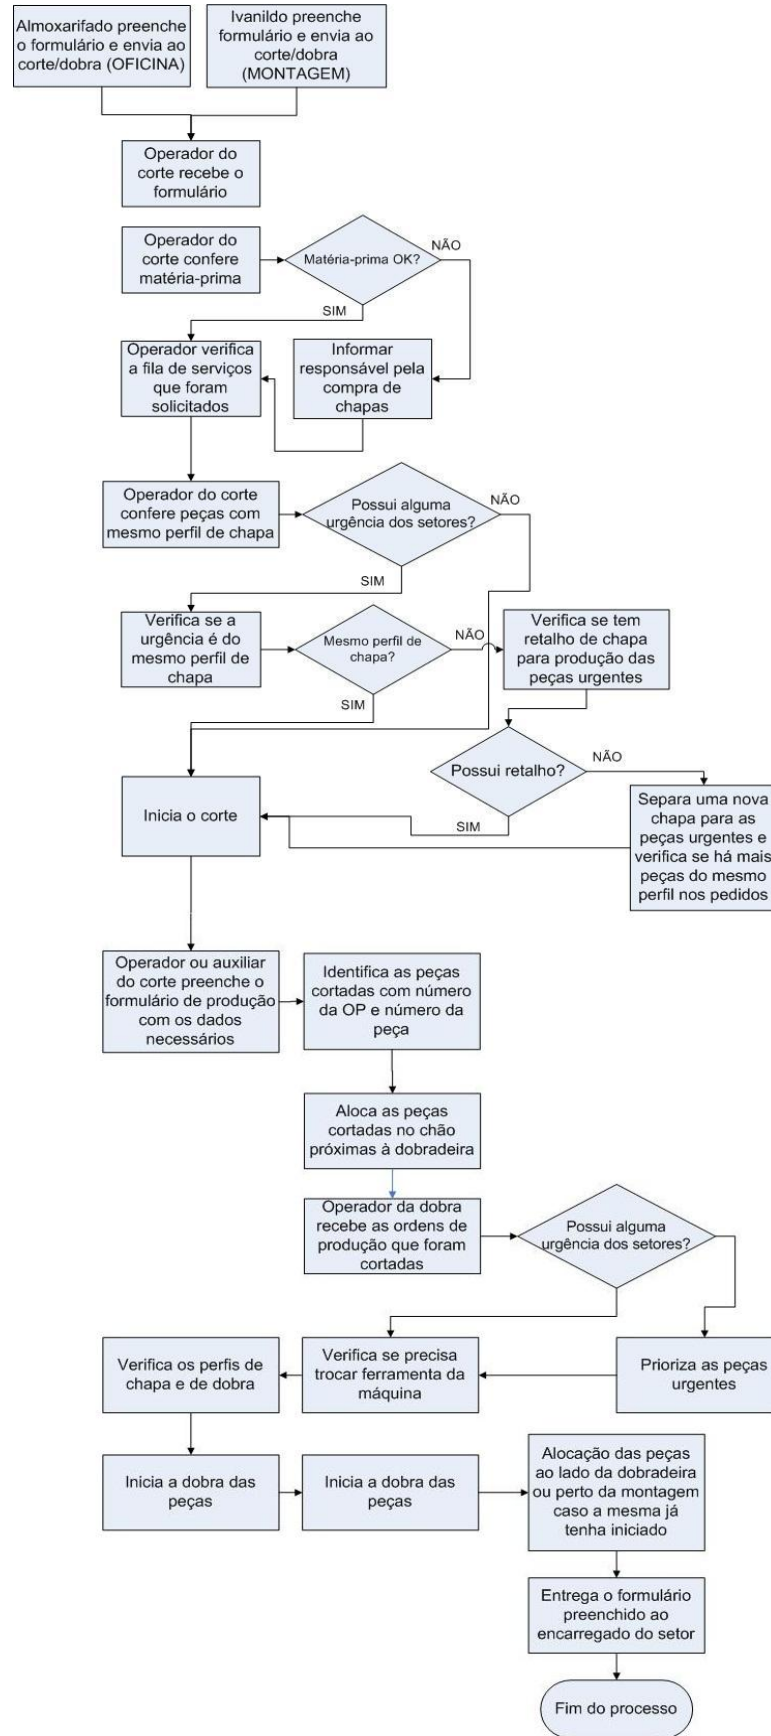 Almoxarifado preenche
o formulário e envia ao
corte/dobra (OFICINA)
Ivanildo preenche
formulário e envia ao
corte/dobra
(MONTAGEM)
Operador do
corte recebe o
formulário
Operador do
corte confere
matéria-prima
Matéria-prima OK?
NÃO
SIM
Operador verifica
a fila de serviços
que foram
solicitados
Informar
responsável pela
compra de
chapas
Operador do corte
confere peças com
mesmo perfil de chapa
Possui alguma
urgência dos setores?
NÃO
SIM
Verifica se a
urgência é do
mesmo perfil de
chapa
Mesmo perfil de
chapa?
NÃO
SIM
Verifica se tem
retalho de chapa
para produção das
peças urgentes
Possui retalho?
NÃO
SIM
Inicia o corte
Separa uma nova
chapa para as
peças urgentes e
verifica se há mais
peças do mesmo
perfil nos pedidos
Operador ou auxiliar
do corte preenche o
formulário de produção
com os dados
necessários
Identifica as peças
cortadas com número
da OP e número da
peça
Aloca as peças
cortadas no chão
próximas à dobradeira
Operador da dobra
recebe as ordens de
produção que foram
cortadas
Possui alguma
urgência dos setores?
Verifica os perfis de
chapa e de dobra
Verifica se precisa
trocar ferramenta da
máquina
Prioriza as peças
urgentes
Inicia a dobra das
peças
Inicia a dobra das
peças
Alocação das peças
ao lado da dobradeira
ou perto da montagem
caso a mesma já
tenha iniciado
Entrega o formulário
preenchido ao
encarregado do setor
Fim do processo